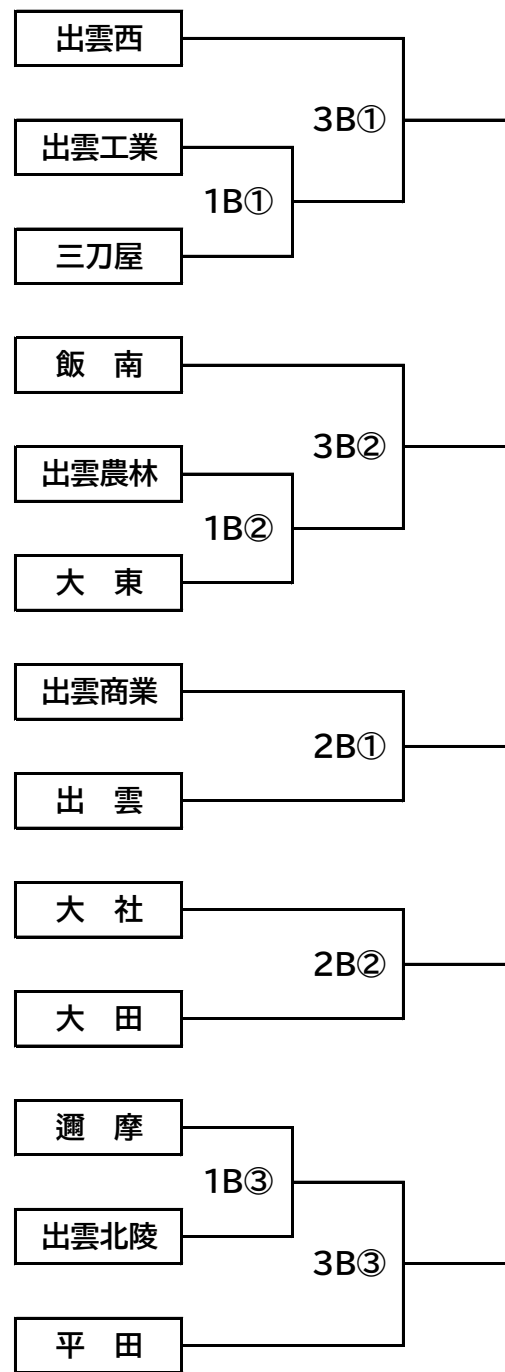 出雲西
3B①
出雲工業
1B①
三刀屋
飯　南
3B②
出雲農林
1B②
大　東
出雲商業
2B①
出　雲
大　社
2B②
大　田
邇　摩
1B③
出雲北陵
3B③
平　田